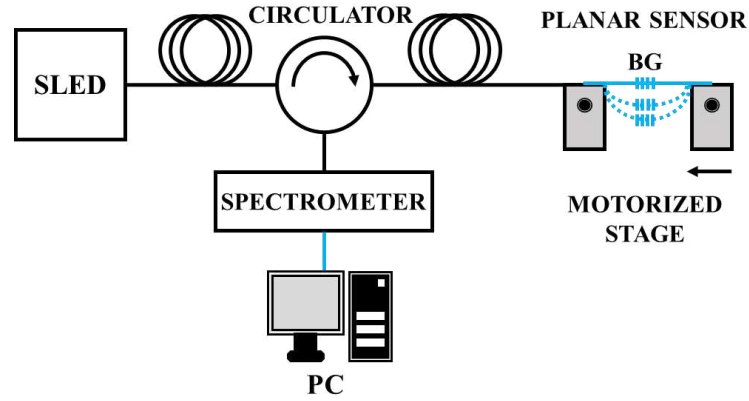 CIRCULATOR
PLANAR SENSOR
BG
SLED
SPECTROMETER
MOTORIZED
STAGE
PC